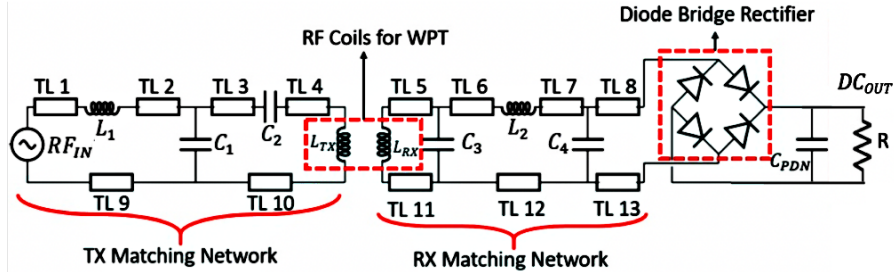 Diode Bridge Rectifier
RF Coils for WPT
TL 1
TL 2
TL 3
TL 4
TL 5
TL 6
TL 7
TL 8
DC_OUT
L_1
C_2
L_2
RF_IN
C_1
L_TX
L_RX
C_3
C_4
C_PDN
R
TL 9
TL 10
TL 11
TL 12
TL 13
TX Matching Network
RX Matching Network